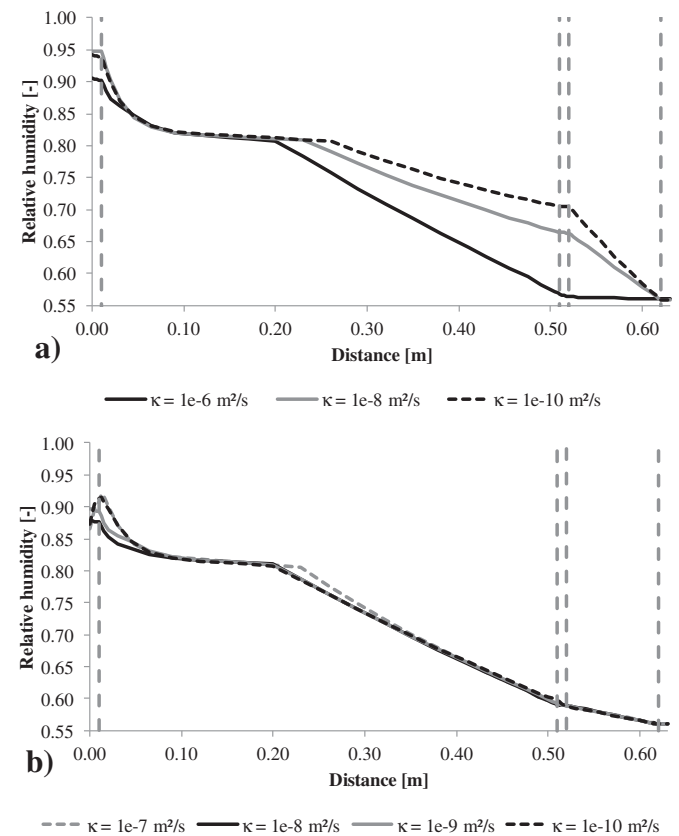 1.00
0.95
0.90
0.85
0.80
0.75
0.70
0.65
0.60
0.55
Relative humidity [-]
0.00 0.10 0.20 0.30 0.40 0.50 0.60
a)
Distance [m]
κ = 1e-6 m²/s κ = 1e-8 m²/s κ = 1e-10 m²/s
1.00
0.95
0.90
0.85
0.80
0.75
0.70
0.65
0.60
0.55
Relative humidity [-]
0.00 0.10 0.20 0.30 0.40 0.50 0.60
b)
Distance [m]
κ = 1e-7 m²/s κ = 1e-8 m²/s κ = 1e-9 m²/s κ = 1e-10 m²/s